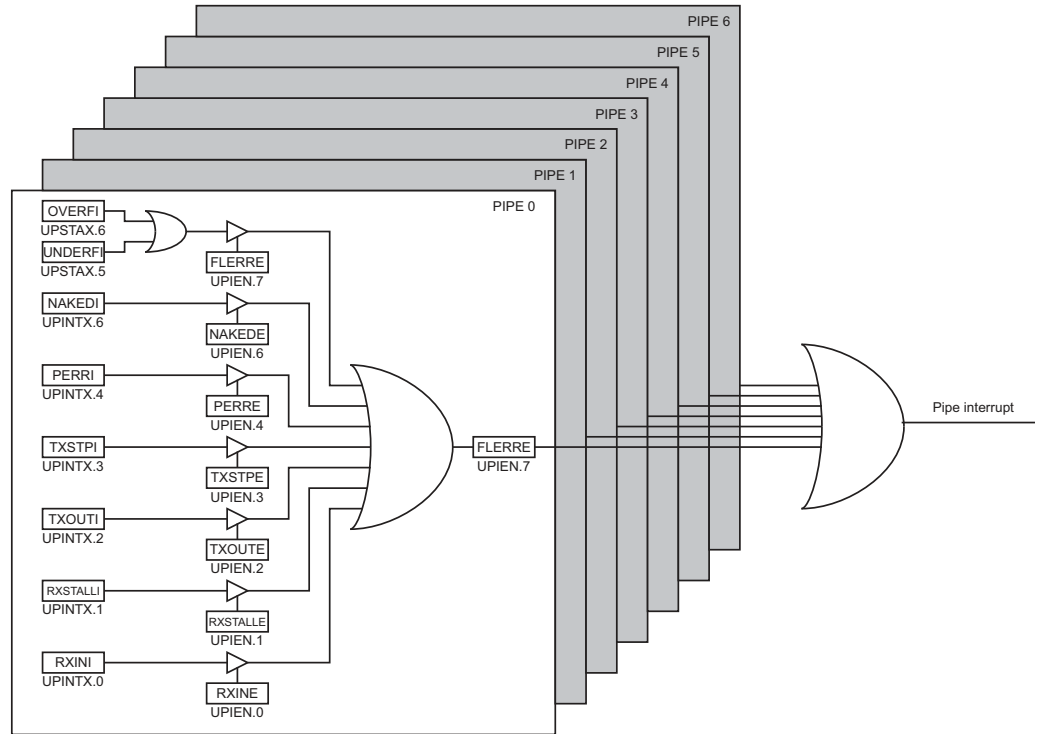 PIPE 6
PIPE 5
PIPE 4
PIPE 3
PIPE 2
PIPE 1
PIPE 0
OVERFI
UPSTAX.6
UNDERFI
UPSTAX.5
FLERRE
UPIEN.7
NAKEDI
UPINTX.6
NAKEDE
UPIEN.6
PERRI
UPINTX.4
PERRE
UPIEN.4
TXSTPI
UPINTX.3
TXSTPE
UPIEN.3
TXOUTI
UPINTX.2
TXOUTE
UPIEN.2
RXSTALLI
UPINTX.1
RXSTALLE
UPIEN.1
RXINI
UPINTX.0
RXINE
UPIEN.0
FLERRE
UPIEN.7
Pipe interrupt